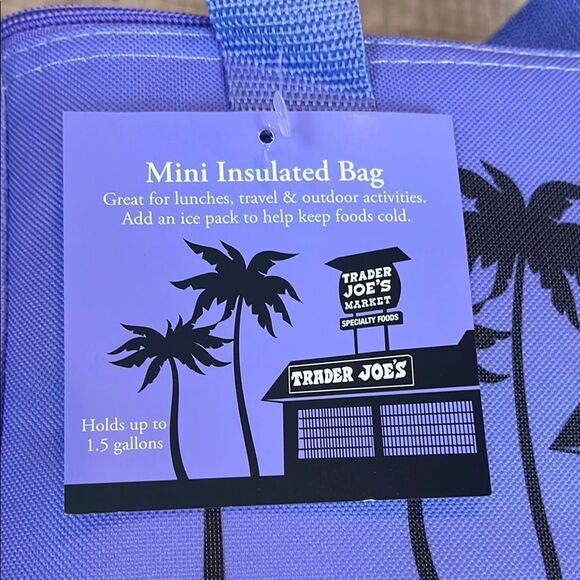 Mini Insulated Bag
Great for lunches, travel & outdoor activities.
Add an ice pack to help keep foods cold.
TRADER
JOE'S
MARKET
SPECIALTY FOODS
TRADER JOE'S
Holds up to
1.5 gallons